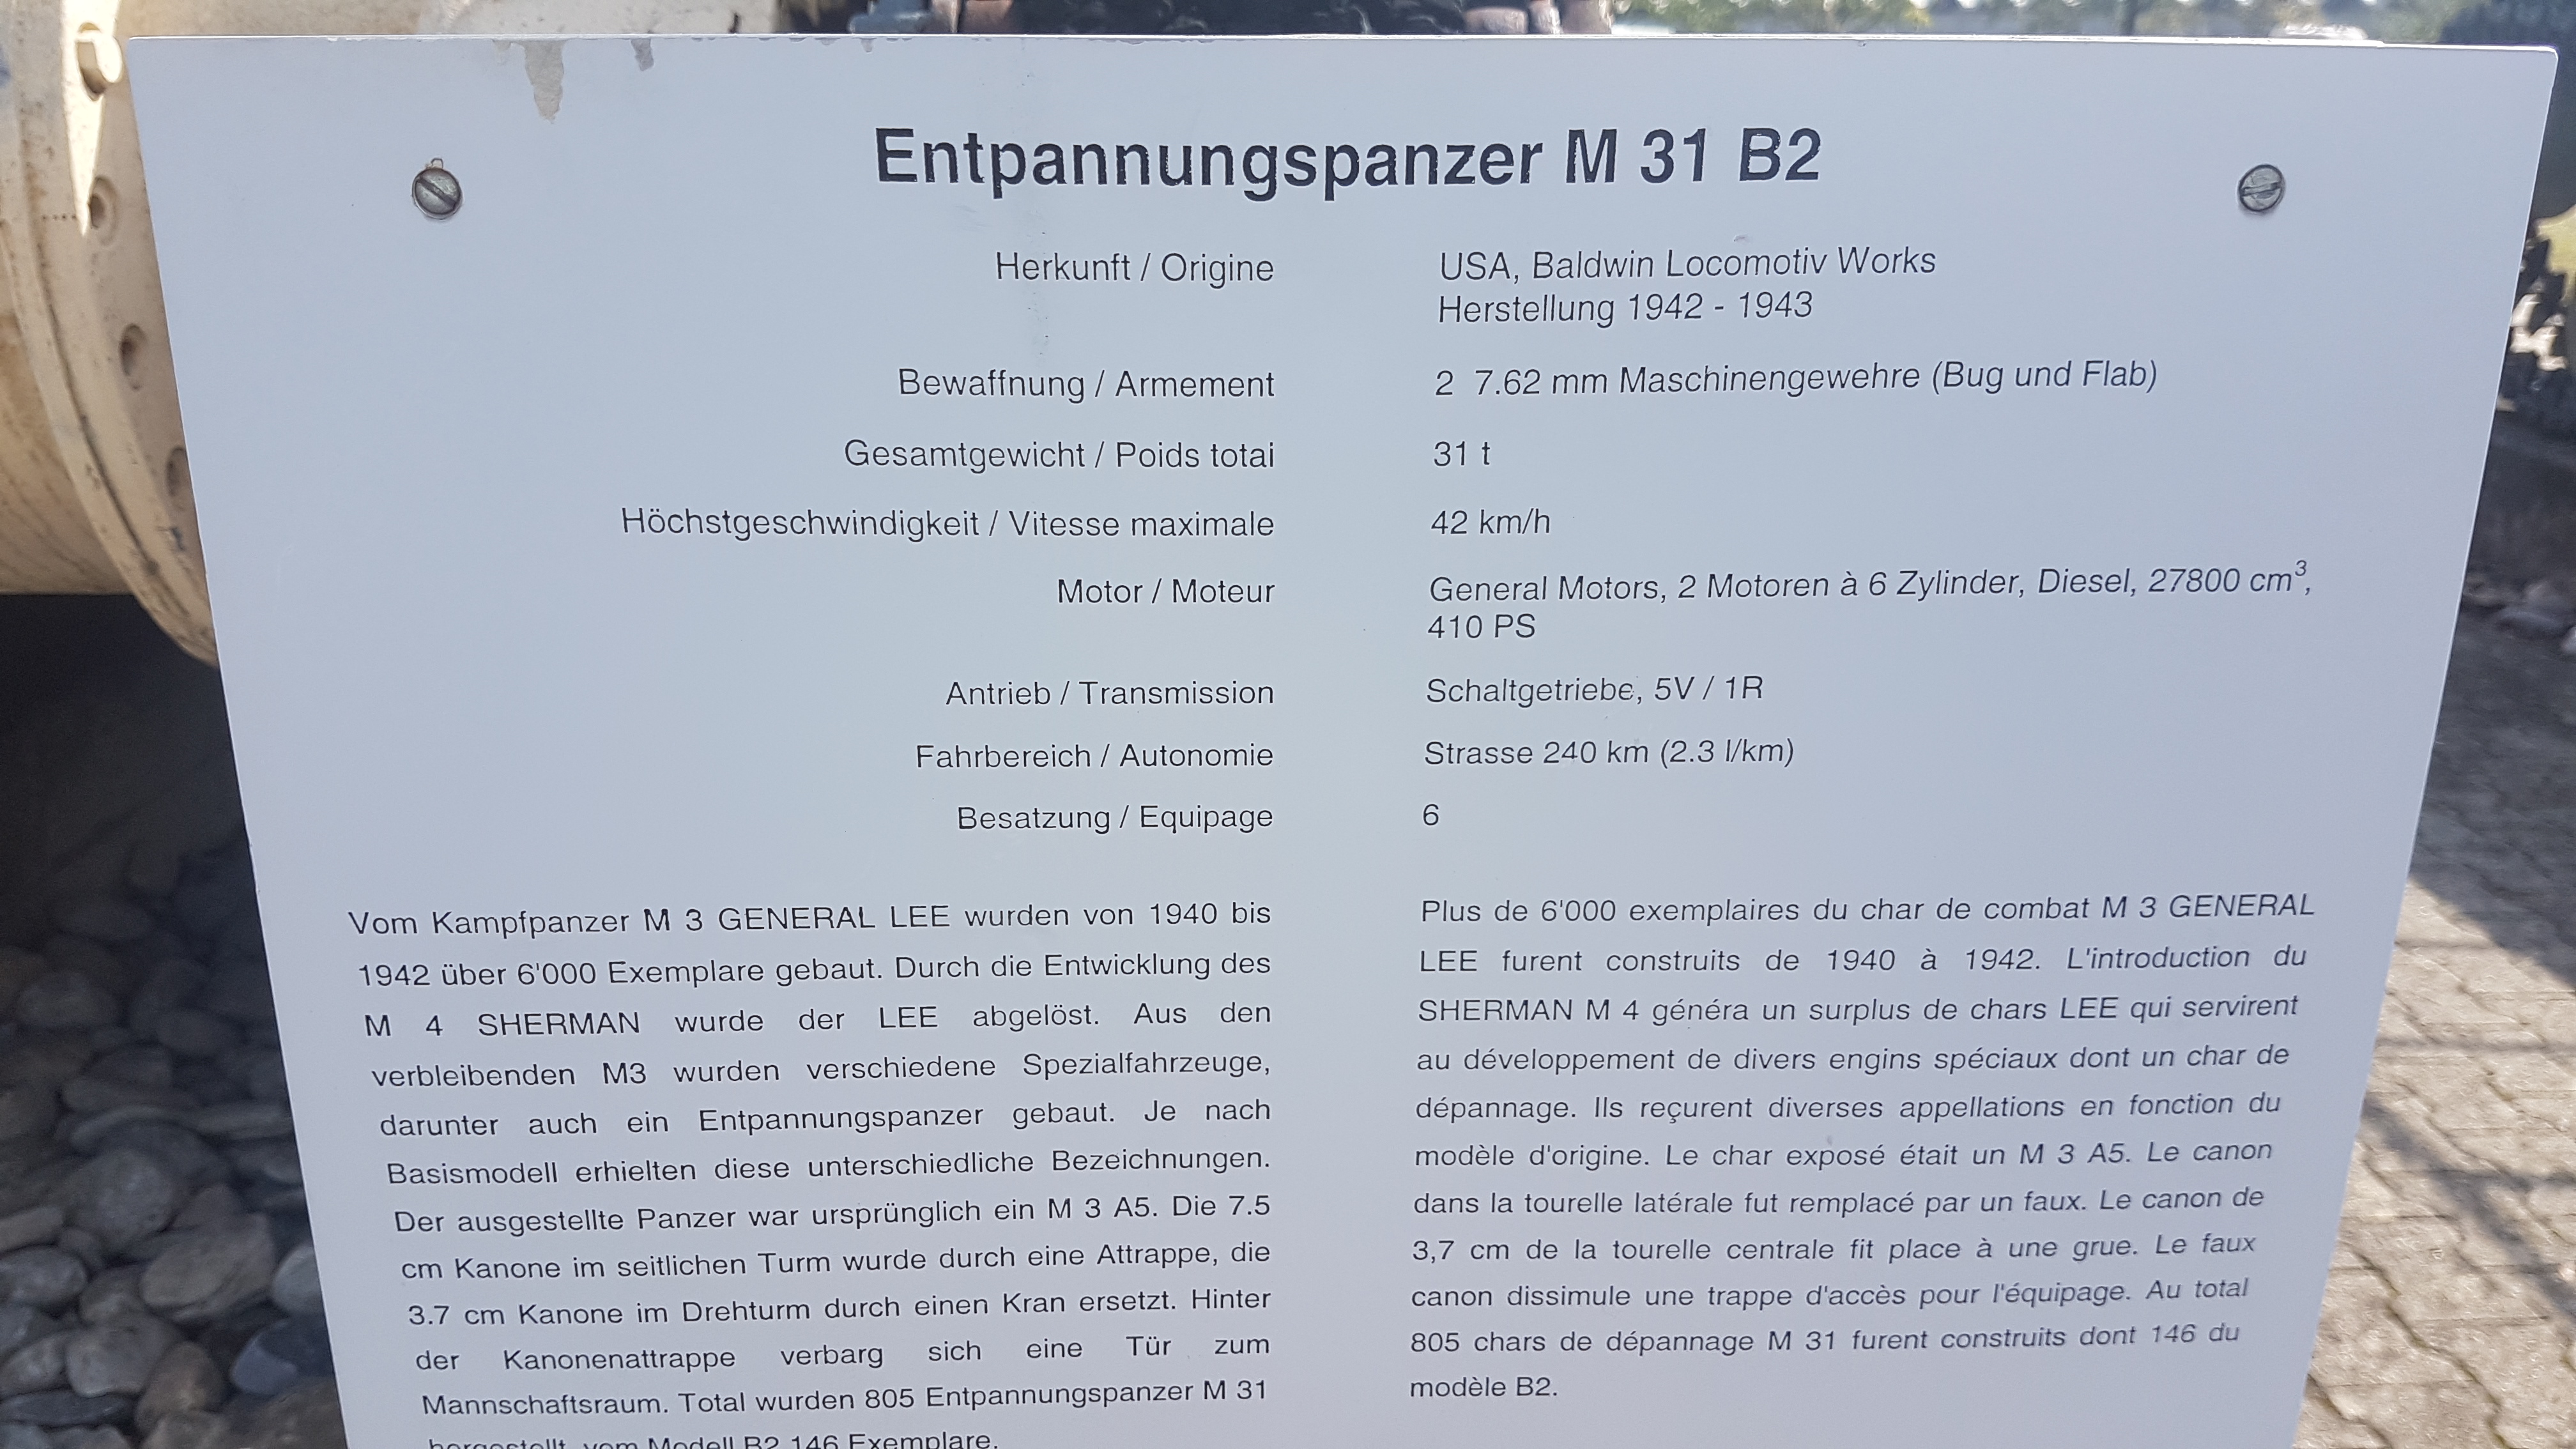 Entpannungspanzer M 31 B2
Herkunft / Origine USA, Baldwin Locomotiv Works
Herstellung 1942 - 1943
Bewaffnung / Armement 2 7.62 mm Maschinengewehre (Bug und Flab)
Gesamtgewicht / Poids totai 31 t
Höchstgeschwindigkeit / Vitesse maximale 42 km/h
Motor / Moteur General Motors, 2 Motoren à 6 Zylinder, Diesel, 27800 cm³,
410 PS
Antrieb / Transmission Schaltgetriebe, 5V / 1R
Fahrbereich / Autonomie Strasse 240 km (2.3 l/km)
Besatzung / Equipage 6
Vom Kampfpanzer M 3 GENERAL LEE wurden von 1940 bis
1942 über 6'000 Exemplare gebaut. Durch die Entwicklung des
M 4 SHERMAN wurde der LEE abgelöst. Aus den
verbleibenden M3 wurden verschiedene Spezialfahrzeuge,
darunter auch ein Entpannungspanzer gebaut. Je nach
Basismodell erhielten diese unterschiedliche Bezeichnungen.
Der ausgestellte Panzer war ursprünglich ein M 3 A5. Die 7.5
cm Kanone im seitlichen Turm wurde durch eine Attrappe, die
3.7 cm Kanone im Drehturm durch einen Kran ersetzt. Hinter
der Kanonenattrappe verbarg sich eine Tür zum
Mannschaftsraum. Total wurden 805 Entpannungspanzer M 31
hergestellt, vom Modell B2 146 Exemplare.
Plus de 6'000 exemplaires du char de combat M 3 GENERAL
LEE furent construits de 1940 à 1942. L'introduction du
SHERMAN M 4 généra un surplus de chars LEE qui servirent
au développement de divers engins spéciaux dont un char de
dépannage. Ils reçurent diverses appellations en fonction du
modèle d'origine. Le char exposé était un M 3 A5. Le canon
dans la tourelle latérale fut remplacé par un faux. Le canon de
3,7 cm de la tourelle centrale fit place à une grue. Le faux
canon dissimule une trappe d'accès pour l'équipage. Au total
805 chars de dépannage M 31 furent construits dont 146 du
modèle B2.